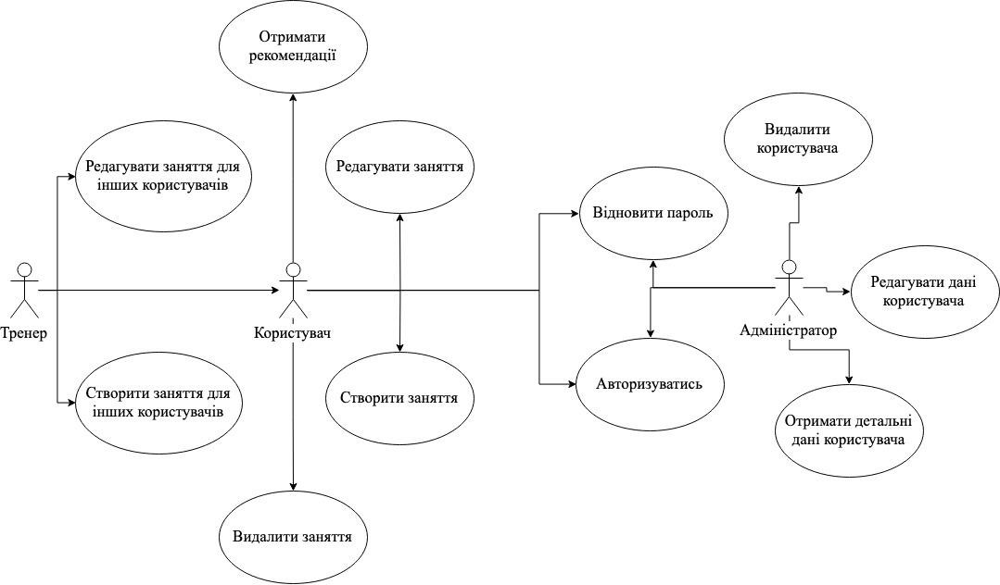 Отримати
рекомендації
Редагувати заняття для
інших користувачів
Редагувати заняття
Видалити
користувача
Відновити пароль
Редагувати дані
користувача
Тренер
Користувач
Адміністратор
Створити заняття для
інших користувачів
Створити заняття
Авторизуватись
Отримати детальні
дані користувача
Видалити заняття